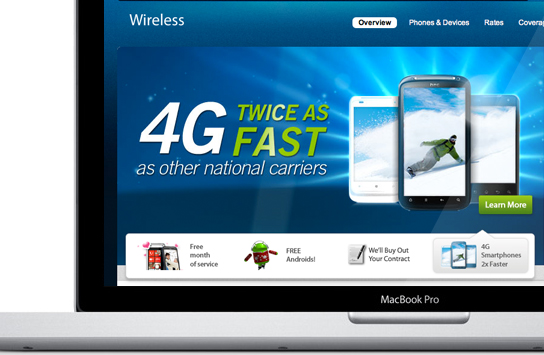 Wireless
Overview Phones & Devices Rates Coverag
4G TWICE AS
FAST
as other national carriers
Learn More
Free
month
of service
FREE
Androids!
We'll Buy Out
Your Contract
4G
Smartphones
2x Faster
MacBook Pro